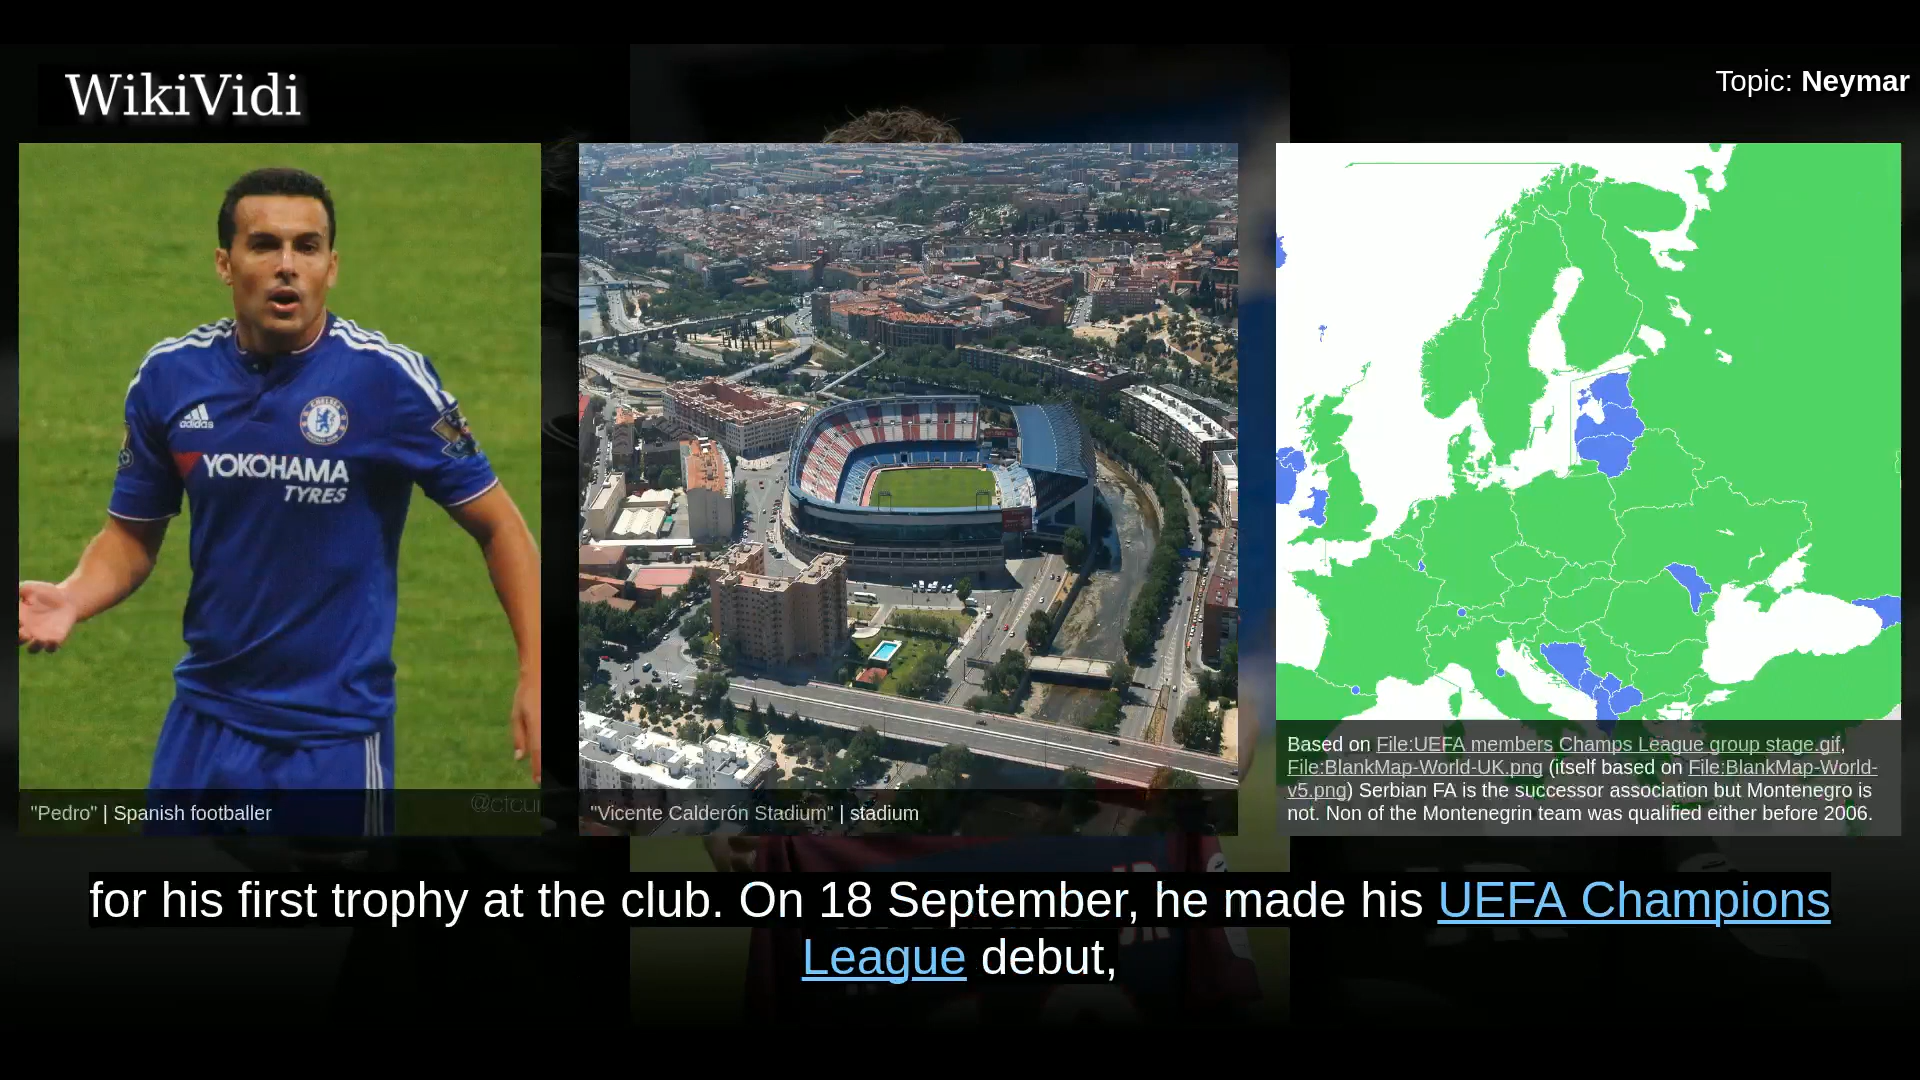 WikiVidi
Topic: Neymar
adidas
CHELSEA
YOKOHAMA
TYRES
"Pedro" | Spanish footballer
"Vicente Calderón Stadium" | stadium
Based on File:UEFA members Champs League group stage.gif,
File:BlankMap-World-UK.png (itself based on File:BlankMap-World-
v5.png) Serbian FA is the successor association but Montenegro is
not. Non of the Montenegrin team was qualified either before 2006.
for his first trophy at the club. On 18 September, he made his UEFA Champions
League debut,